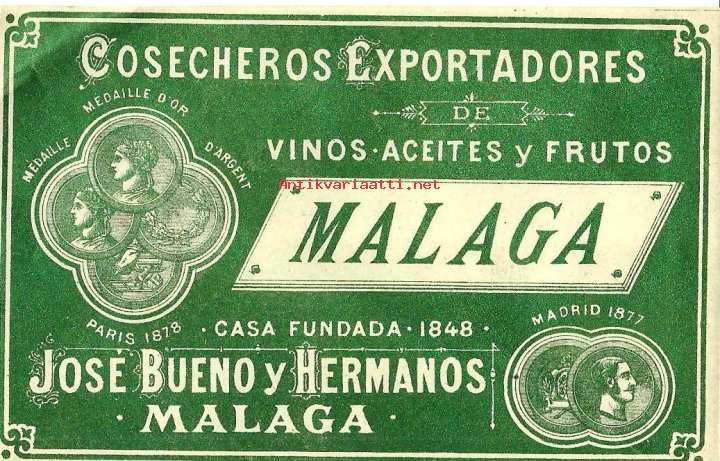 COSECHEROS EXPORTADORES
DE
VINOS · ACEITES y FRUTOS
MEDAILLE D'OR
MEDAILLE D'ARGENT
Antikvariaatti.net
MALAGA
PARIS 1878
· CASA FUNDADA · 1848 ·
MADRID 1877
JOSÉ BUENO y HERMANOS
· MALAGA ·